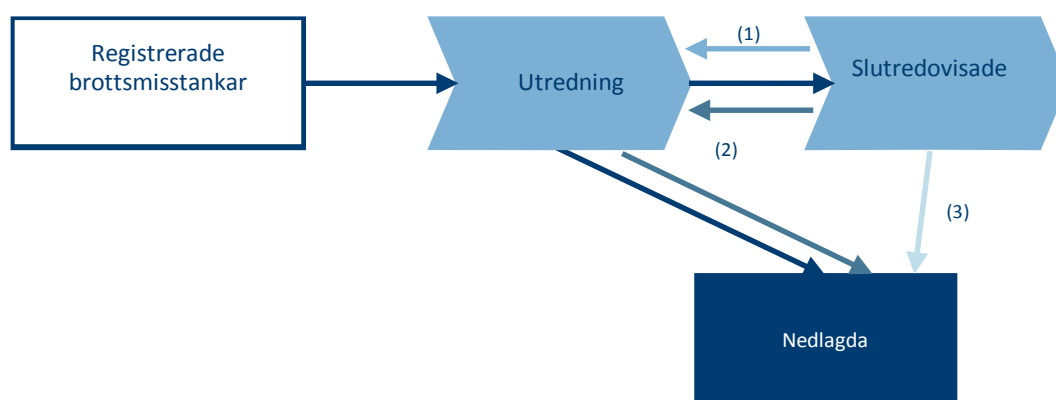 Registrerade
brottsmisstankar
Utredning
(1)
Slutredovisade
(2)
(3)
Nedlagda